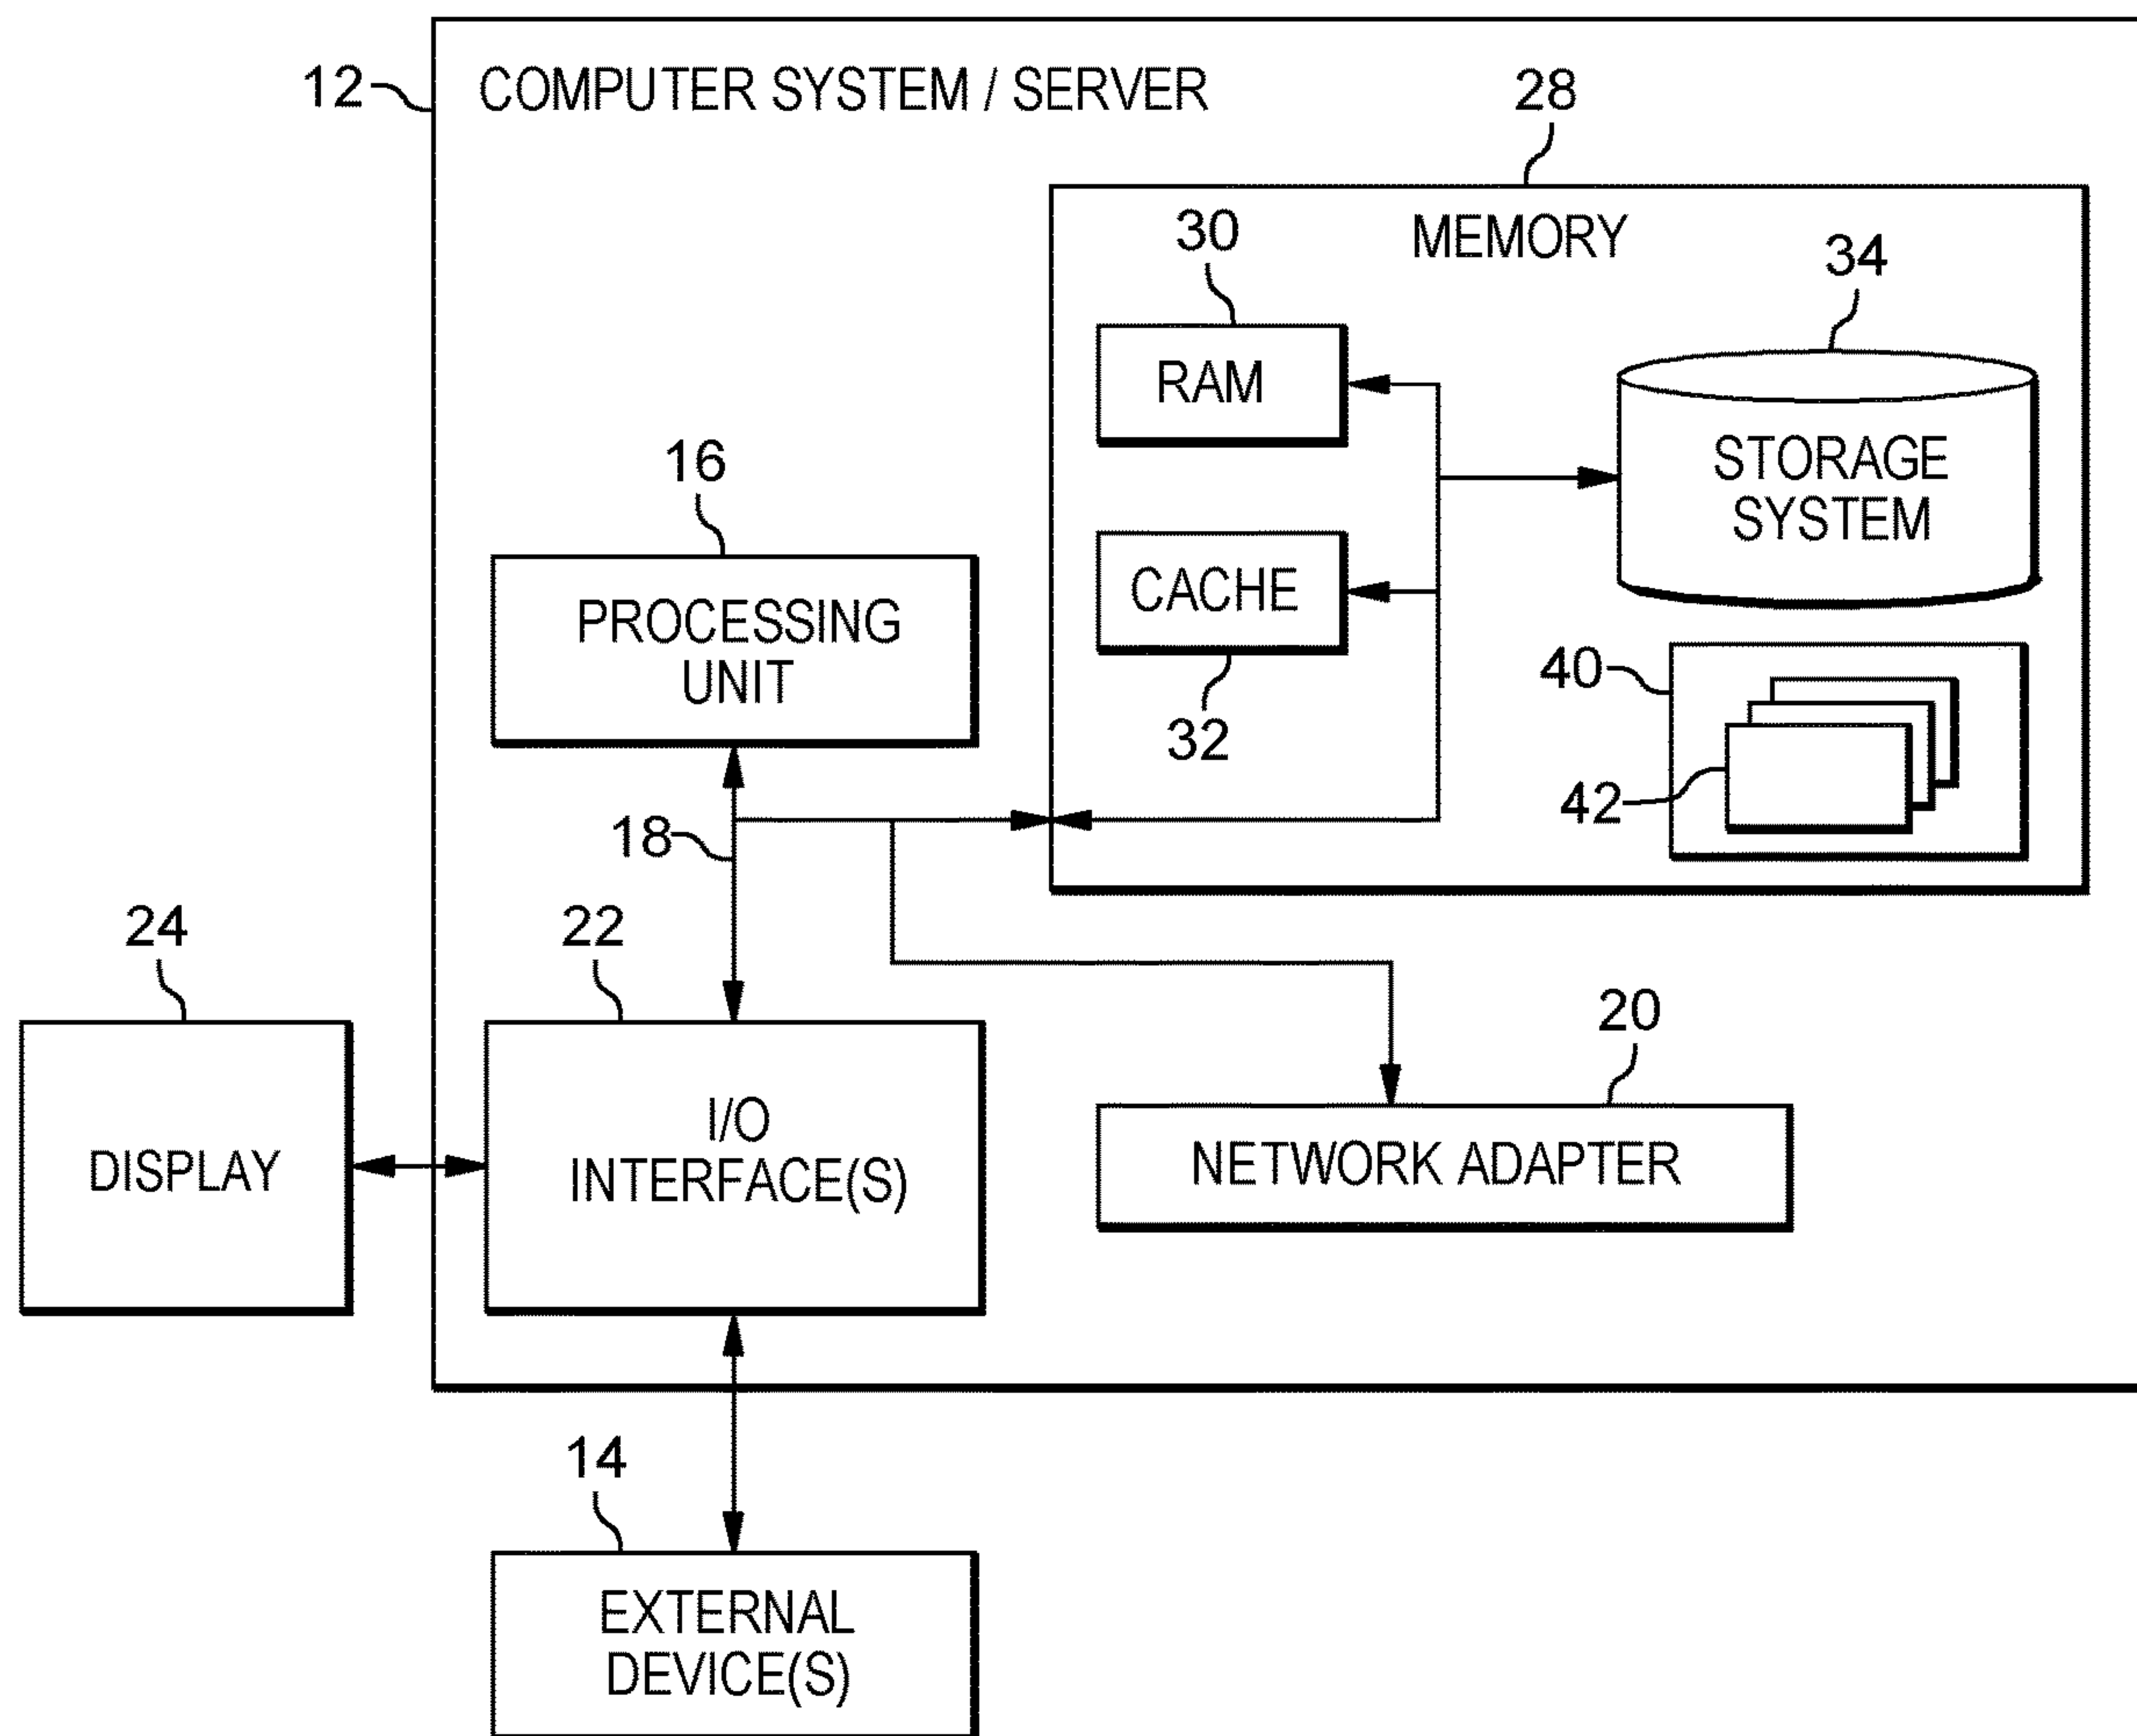 12
COMPUTER SYSTEM / SERVER
28
MEMORY
30
34
RAM
STORAGE
SYSTEM
16
PROCESSING
UNIT
CACHE
32
40
42
18
24
22
20
DISPLAY
I/O
INTERFACE(S)
NETWORK ADAPTER
14
EXTERNAL
DEVICE(S)